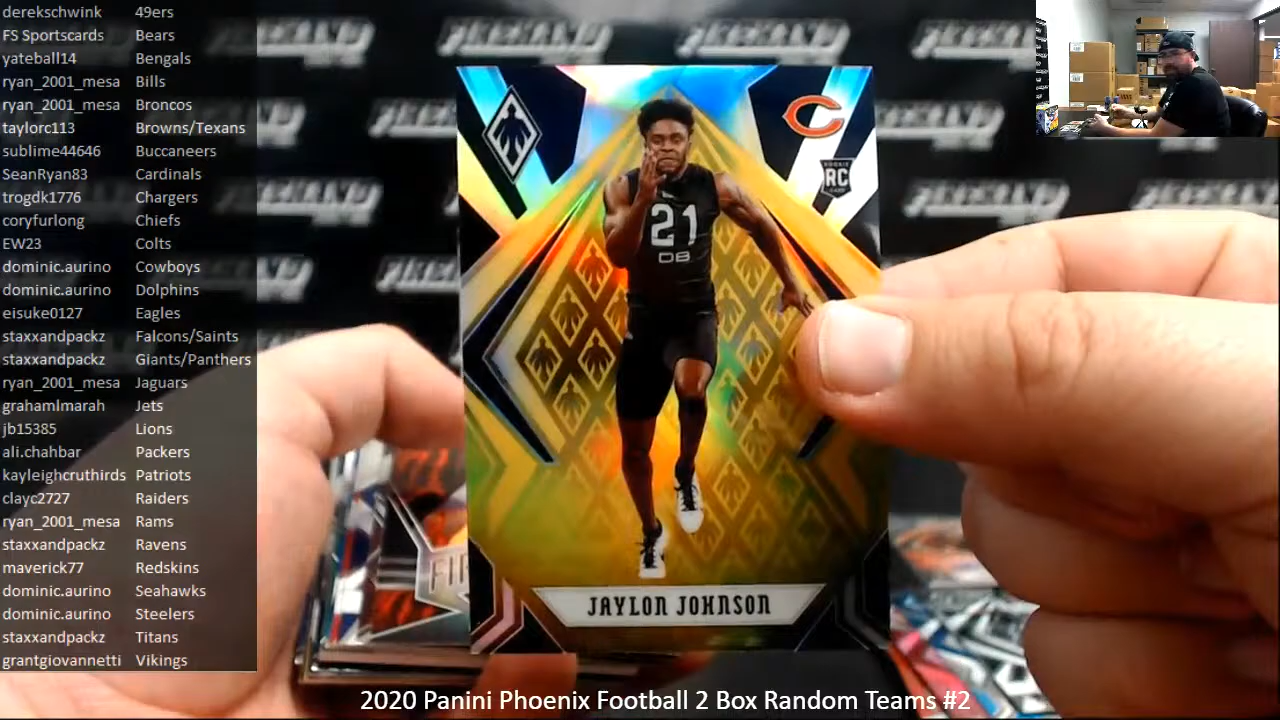 derekschwink 49ers
FS Sportscards Bears
yateball14 Bengals
ryan_2001_mesa Bills
ryan_2001_mesa Broncos
taylorc113 Browns/Texans
sublime44646 Buccaneers
SeanRyan83 Cardinals
trogdk1776 Chargers
coryfurlong Chiefs
EW23 Colts
dominic.aurino Cowboys
dominic.aurino Dolphins
eisuke0127 Eagles
staxxandpackz Falcons/Saints
staxxandpackz Giants/Panthers
ryan_2001_mesa Jaguars
grahamlmarah Jets
jb15385 Lions
ali.chahbar Packers
kayleighcruthirds Patriots
clayc2727 Raiders
ryan_2001_mesa Rams
staxxandpackz Ravens
maverick77 Redskins
dominic.aurino Seahawks
dominic.aurino Steelers
staxxandpackz Titans
grantgiovannetti Vikings
ROOKIE
RC
21
DB
FIR
JAYLON JOHNSON
2020 Panini Phoenix Football 2 Box Random Teams #2